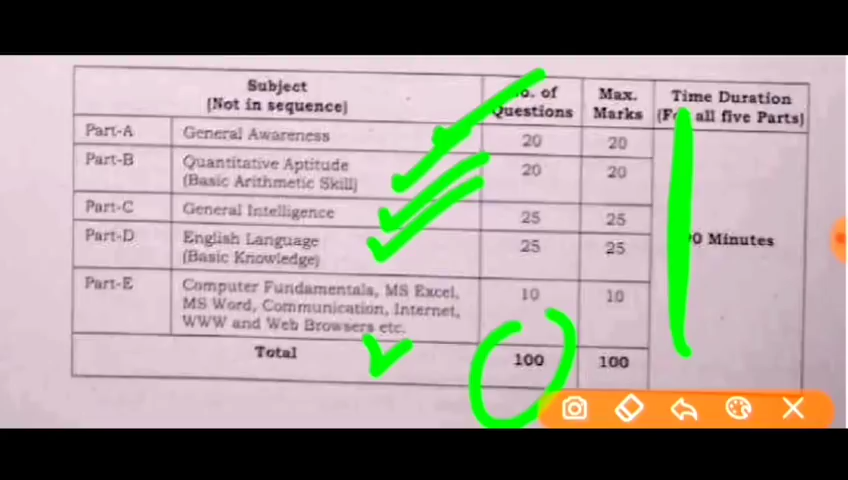 Subject
(Not in sequence)
of
Questions
Max.
Marks
Time Duration
all five Parts)
Part-A General Awareness 20 20
Part-B Quantitative Aptitude
(Basic Arithmetic Skill) 20 20
Part-C General Intelligence 25 25
Part-D English Language
(Basic Knowledge) 25 25
Minutes
Part-E Computer Fundamentals, MS Excel,
MS Word, Communication, Internet,
WWW and Web Browsers etc. 10 10
Total 100 100